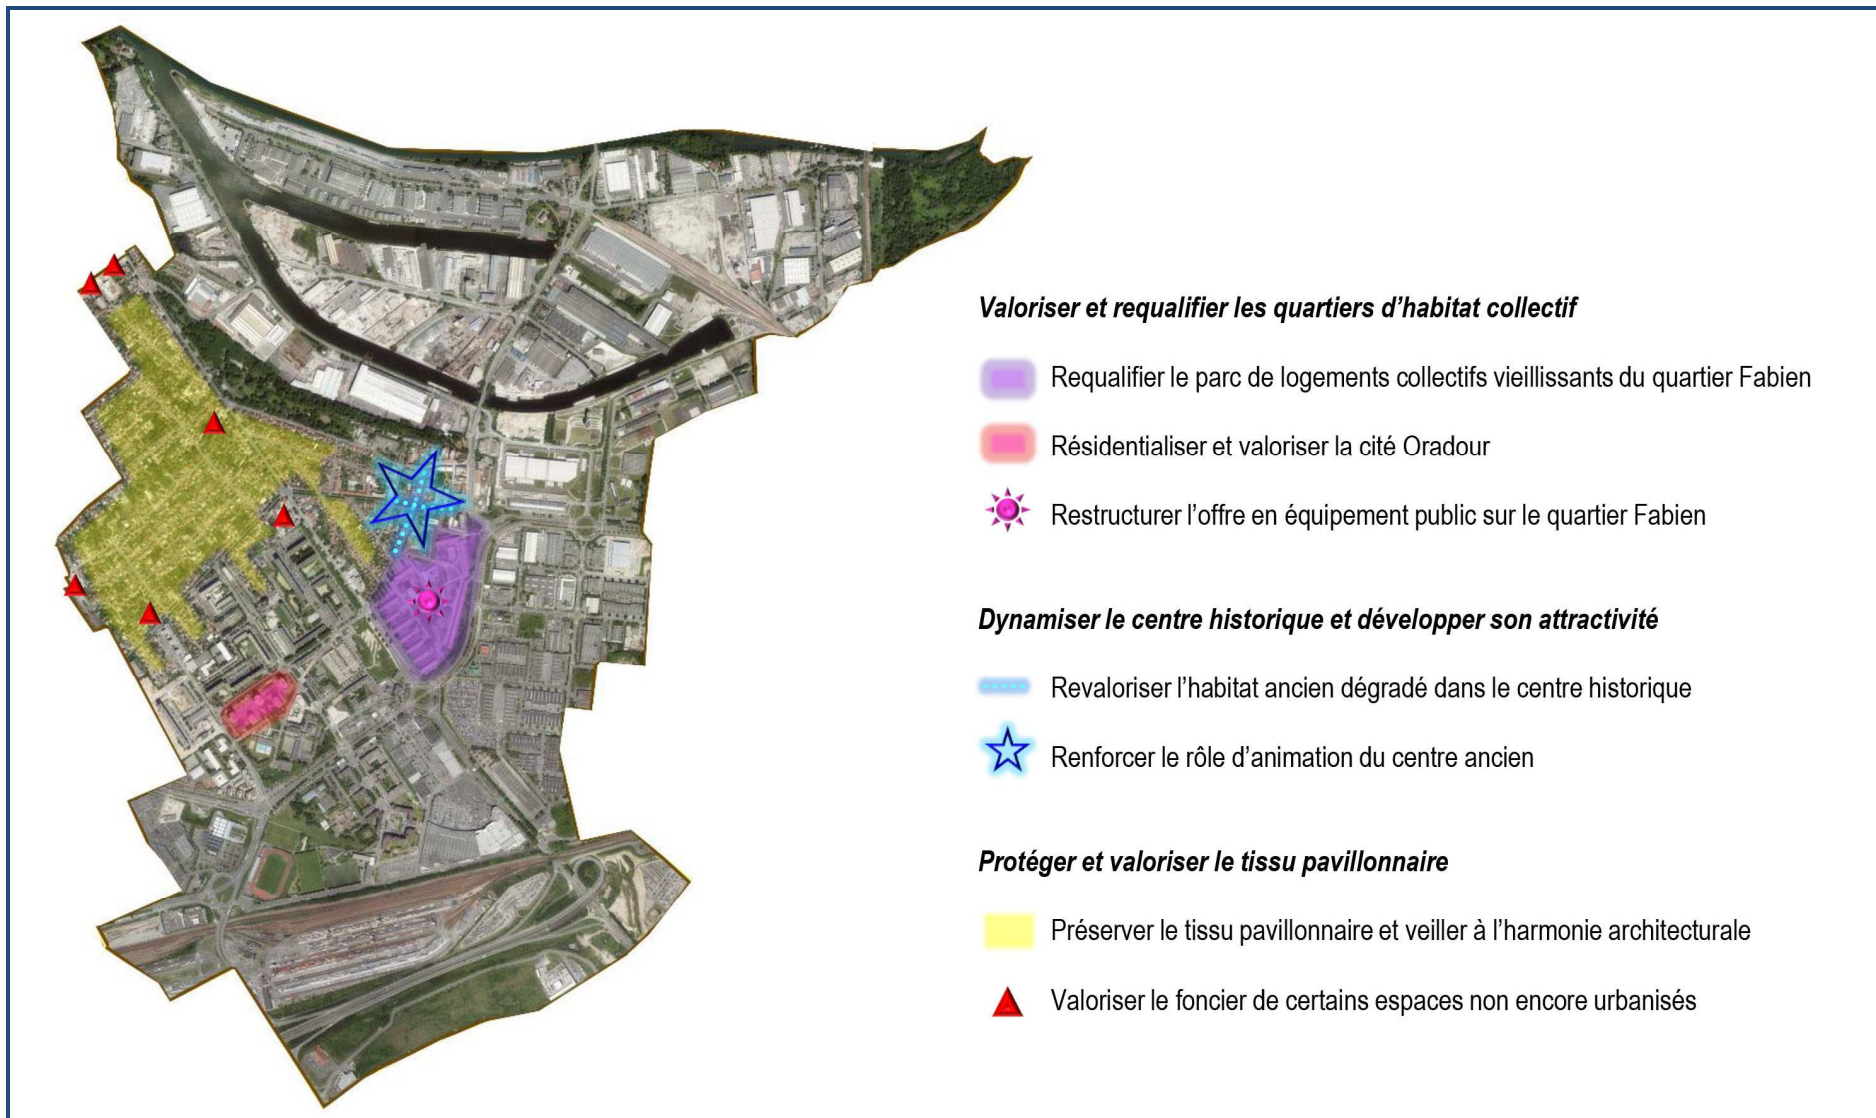 Valoriser et requalifier les quartiers d’habitat collectif
Requalifier le parc de logements collectifs vieillissants du quartier Fabien
Résidentialiser et valoriser la cité Oradour
Restructurer l’offre en équipement public sur le quartier Fabien
Dynamiser le centre historique et développer son attractivité
Revaloriser l’habitat ancien dégradé dans le centre historique
Renforcer le rôle d’animation du centre ancien
Protéger et valoriser le tissu pavillonnaire
Préserver le tissu pavillonnaire et veiller à l’harmonie architecturale
Valoriser le foncier de certains espaces non encore urbanisés